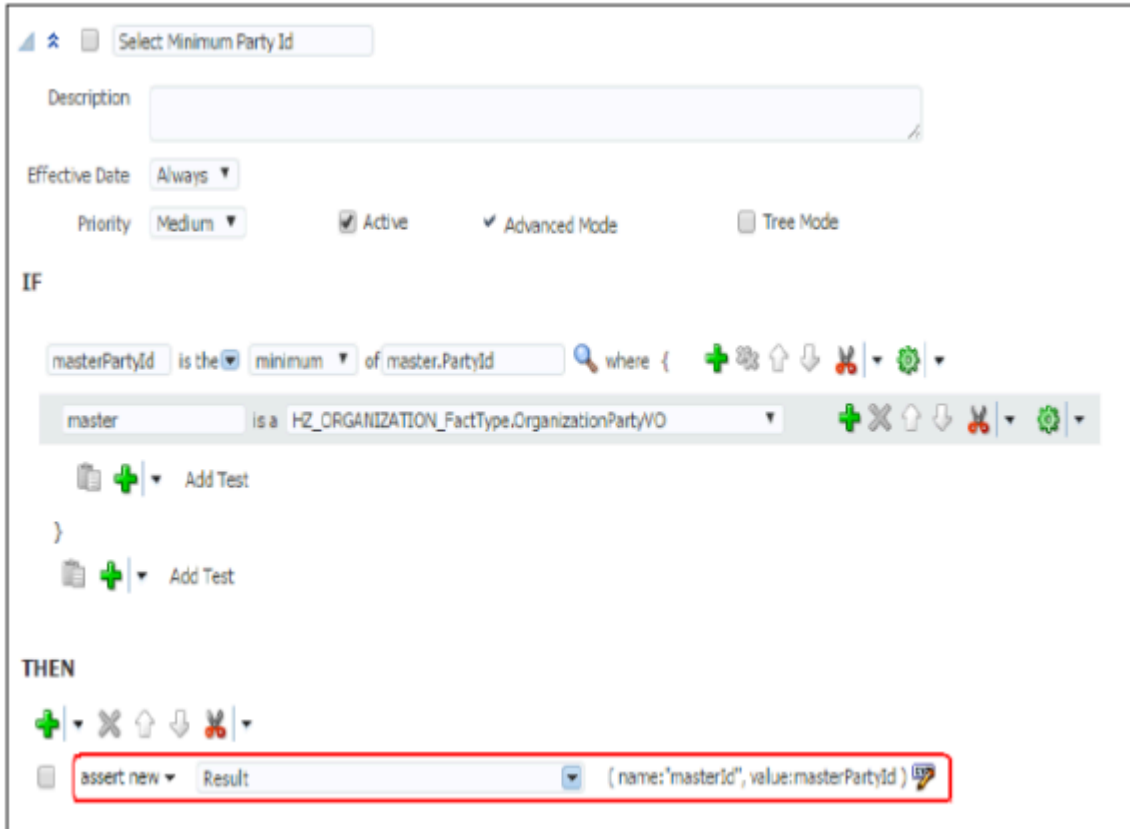 Select Minimum Party Id
Description
Effective Date Always
Priority Medium Active Advanced Mode Tree Mode
IF
masterPartyId is the minimum of master.PartyId where {
master is a HZ_ORGANIZATION_FactType.OrganizationPartyVO
Add Test
}
Add Test
THEN
assert new Result ( name:"masterId", value:masterPartyId )